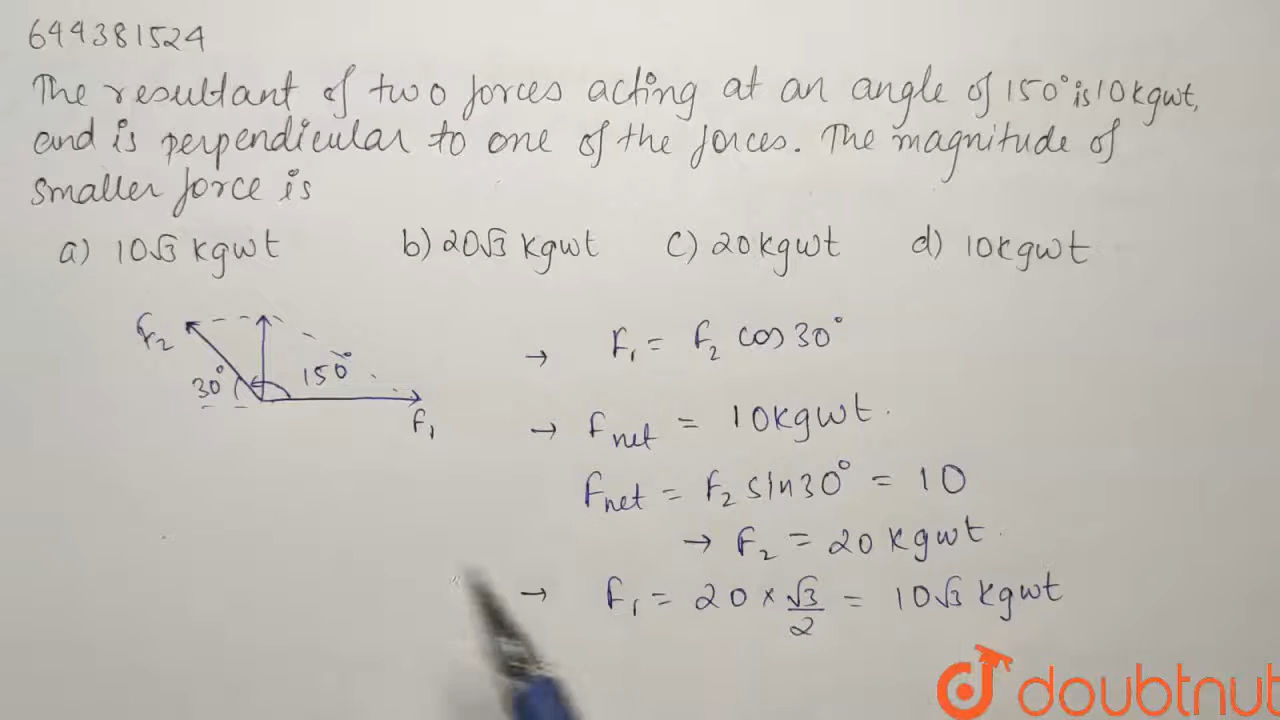 644381524
The resultant of two forces acting at an angle of 150° is 10kgwt,
and is perpendicular to one of the forces. The magnitude of
smaller force is
a) 10√3 kgwt b) 20√3 kgwt c) 20kgwt d) 10kgwt
F₂
30° 150°
F₁
→ F₁ = F₂ cos 30°
→ Fnet = 10kgwt.
Fnet = F₂ sin30° = 10
→ F₂ = 20 kgwt.
→ F₁ = 20 × √3/2 = 10√3 kgwt
doubtnut